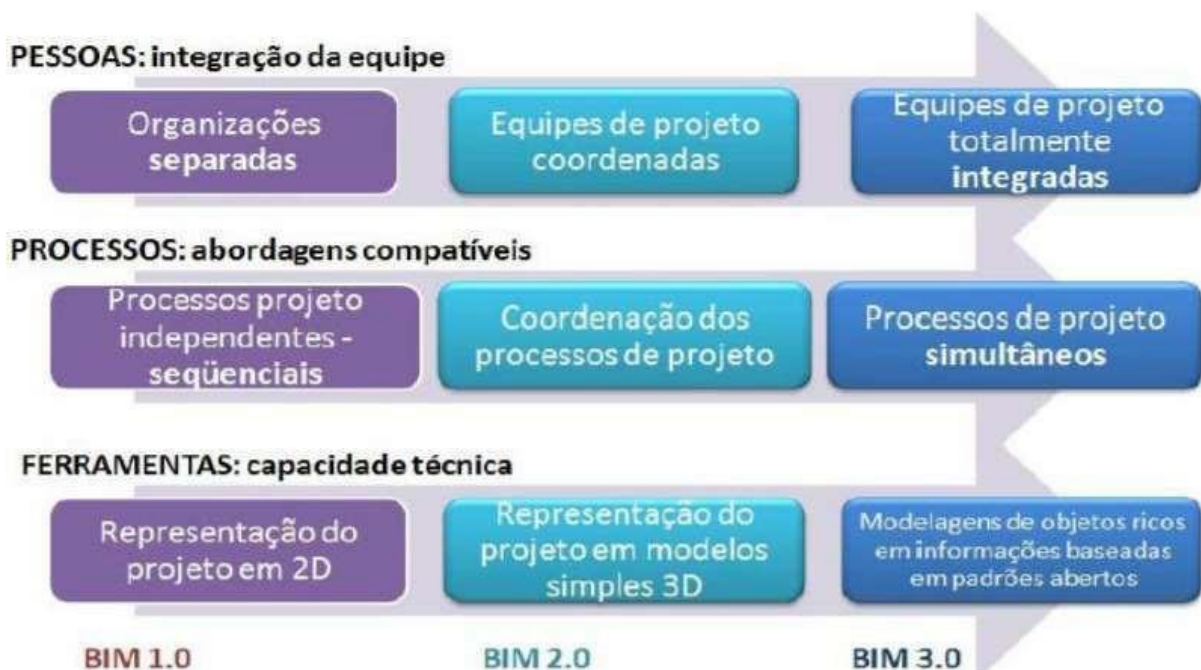 PESSOAS: integração da equipe
Organizações
separadas
Equipes de projeto
coordenadas
Equipes de projeto
totalmente
integradas
PROCESSOS: abordagens compatíveis
Processos projeto
independentes -
seqüenciais
Coordenação dos
processos de projeto
Processos de projeto
simultâneos
FERRAMENTAS: capacidade técnica
Representação do
projeto em 2D
Representação do
projeto em modelos
simples 3D
Modelagens de objetos ricos
em informações baseadas
em padrões abertos
BIM 1.0
BIM 2.0
BIM 3.0